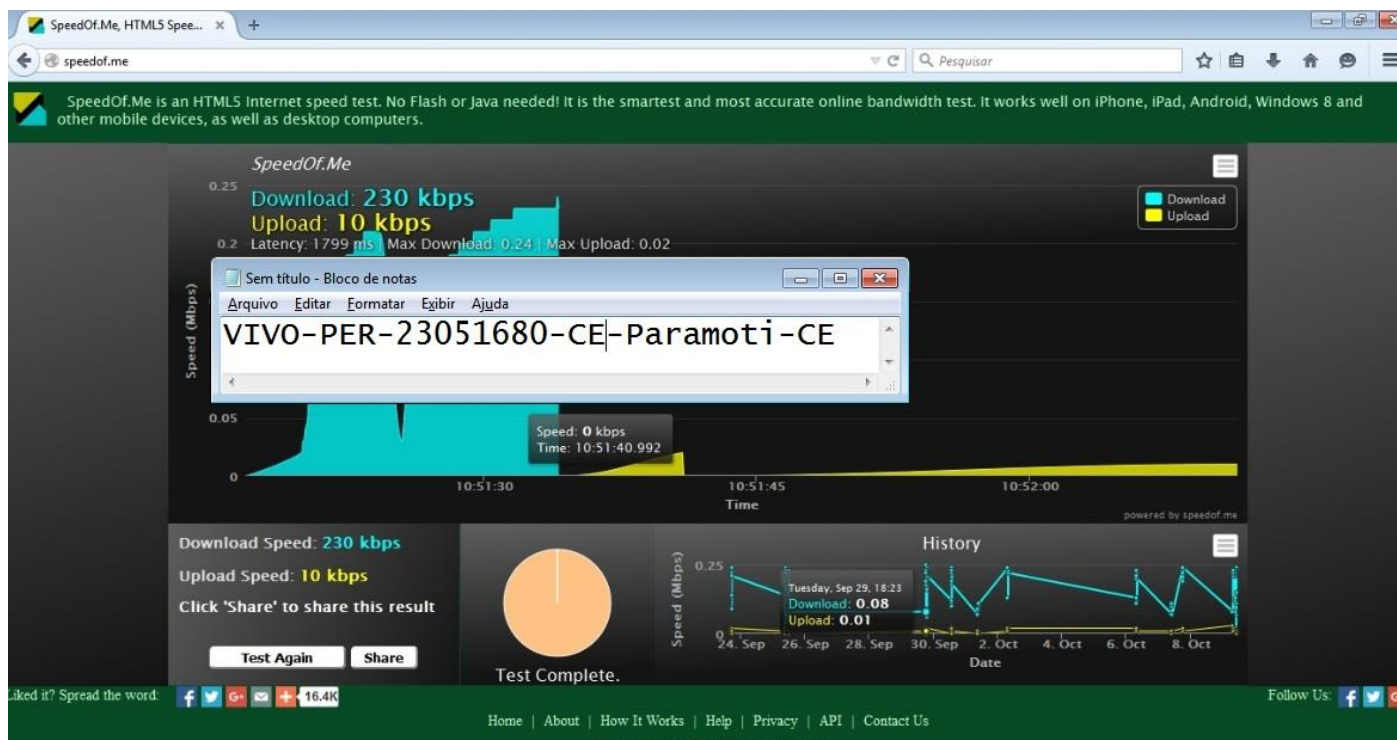 SpeedOf.Me, HTML5 Spee...
speedof.me
Pesquisar
SpeedOf.Me is an HTML5 Internet speed test. No Flash or Java needed! It is the smartest and most accurate online bandwidth test. It works well on iPhone, iPad, Android, Windows 8 and
other mobile devices, as well as desktop computers.
SpeedOf.Me
0.25
Download: 230 kbps
Upload: 10 kbps
Download
Upload
0.2
Latency: 1799 ms | Max Download: 0.24 | Max Upload: 0.02
Sem título - Bloco de notas
Arquivo Editar Formatar Exibir Ajuda
VIVO-PER-23051680-CE-Paramoti-CE
Speed (Mbps)
0.05
Speed: 0 kbps
Time: 10:51:40.992
0
10:51:30 10:51:45 10:52:00
Time
powered by speedof.me
Download Speed: 230 kbps
Upload Speed: 10 kbps
Click 'Share' to share this result
Test Again Share
Test Complete.
History
Speed (Mbps)
0.25
Tuesday, Sep 29, 18:23
Download: 0.08
Upload: 0.01
0
24. Sep 26. Sep 28. Sep 30. Sep 2. Oct 4. Oct 6. Oct 8. Oct
Date
Liked it? Spread the word: 16.4K
Follow Us:
Home | About | How It Works | Help | Privacy | API | Contact Us